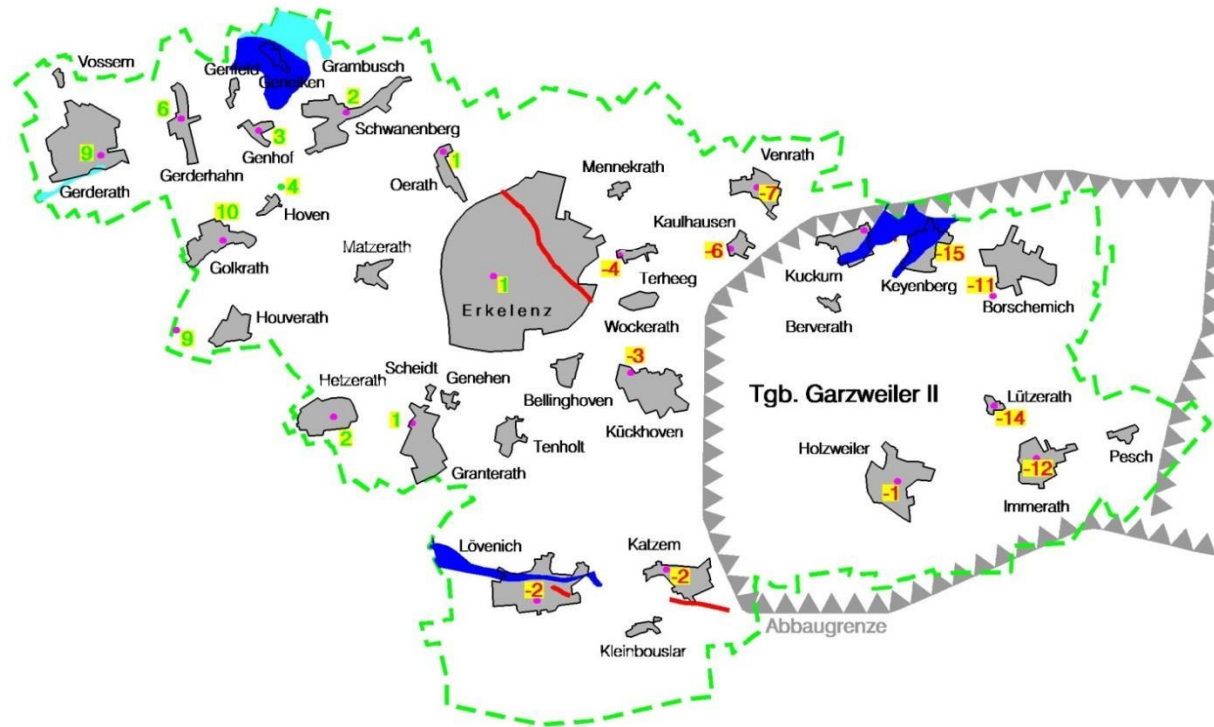 Vossern
Genfeld
Geneiken
Grambusch
6
2
Schwanenberg
3
Genhof
9
Gerderath
Gerderhahn
1
Oerath
4
Hoven
10
Golkrath
Mennekrath
Venrath
-7
Matzerath
Kaulhausen
-6
-4
Terheeg
Kuckum
-15
Keyenberg
-11
Borschemich
1
Erkelenz
Wockerath
Berverath
9
Houverath
-3
Hetzerath
Scheidt
Genehen
Bellinghoven
Tgb. Garzweiler II
Lützerath
-14
2
1
Kückhoven
Tenholt
Granterath
Holzweiler
-1
-12
Immerath
Pesch
Lövenich
-2
Katzem
-2
Kleinbouslar
Abbaugrenze